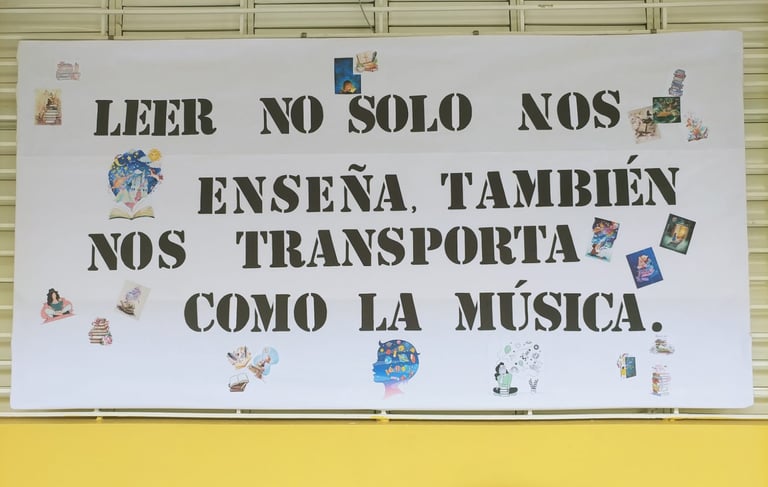 LEER NO SOLO NOS
ENSEÑA, TAMBIÉN
NOS TRANSPORTA
COMO LA MÚSICA.